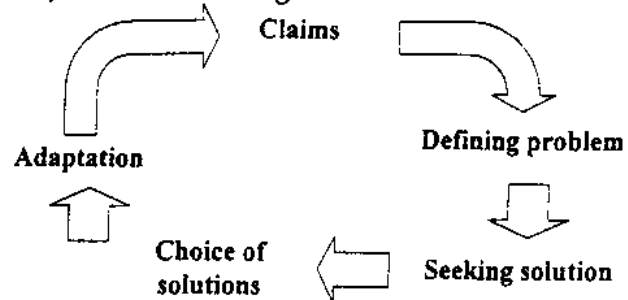 Claims
Defining problem
Seeking solution
Choice of
solutions
Adaptation